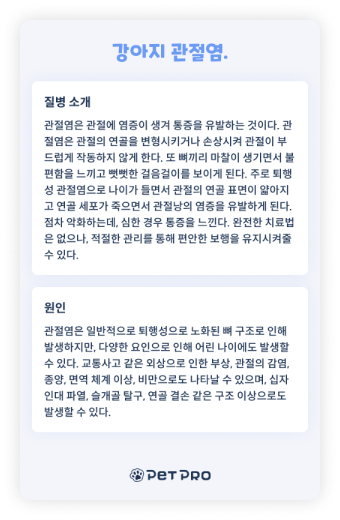 강아지 관절염.
질병 소개
관절염은 관절에 염증이 생겨 통증을 유발하는 것이다. 관
절염은 관절의 연골을 변형시키거나 손상시켜 관절이 부
드럽게 작동하지 않게 한다. 또 뼈끼리 마찰이 생기면서 불
편함을 느끼고 뻣뻣한 걸음걸이를 보이게 된다. 주로 퇴행
성 관절염으로 나이가 들면서 관절의 연골 표면이 얇아지
고 연골 세포가 죽으면서 관절낭의 염증을 유발하게 된다.
점차 악화하는데, 심한 경우 통증을 느낀다. 완전한 치료법
은 없으나, 적절한 관리를 통해 편안한 보행을 유지시켜줄
수 있다.
원인
관절염은 일반적으로 퇴행성으로 노화된 뼈 구조로 인해
발생하지만, 다양한 요인으로 인해 어린 나이에도 발생할
수 있다. 교통사고 같은 외상으로 인한 부상, 관절의 감염,
종양, 면역 체계 이상, 비만으로도 나타날 수 있으며, 십자
인대 파열, 슬개골 탈구, 연골 결손 같은 구조 이상으로도
발생할 수 있다.
PETPRO